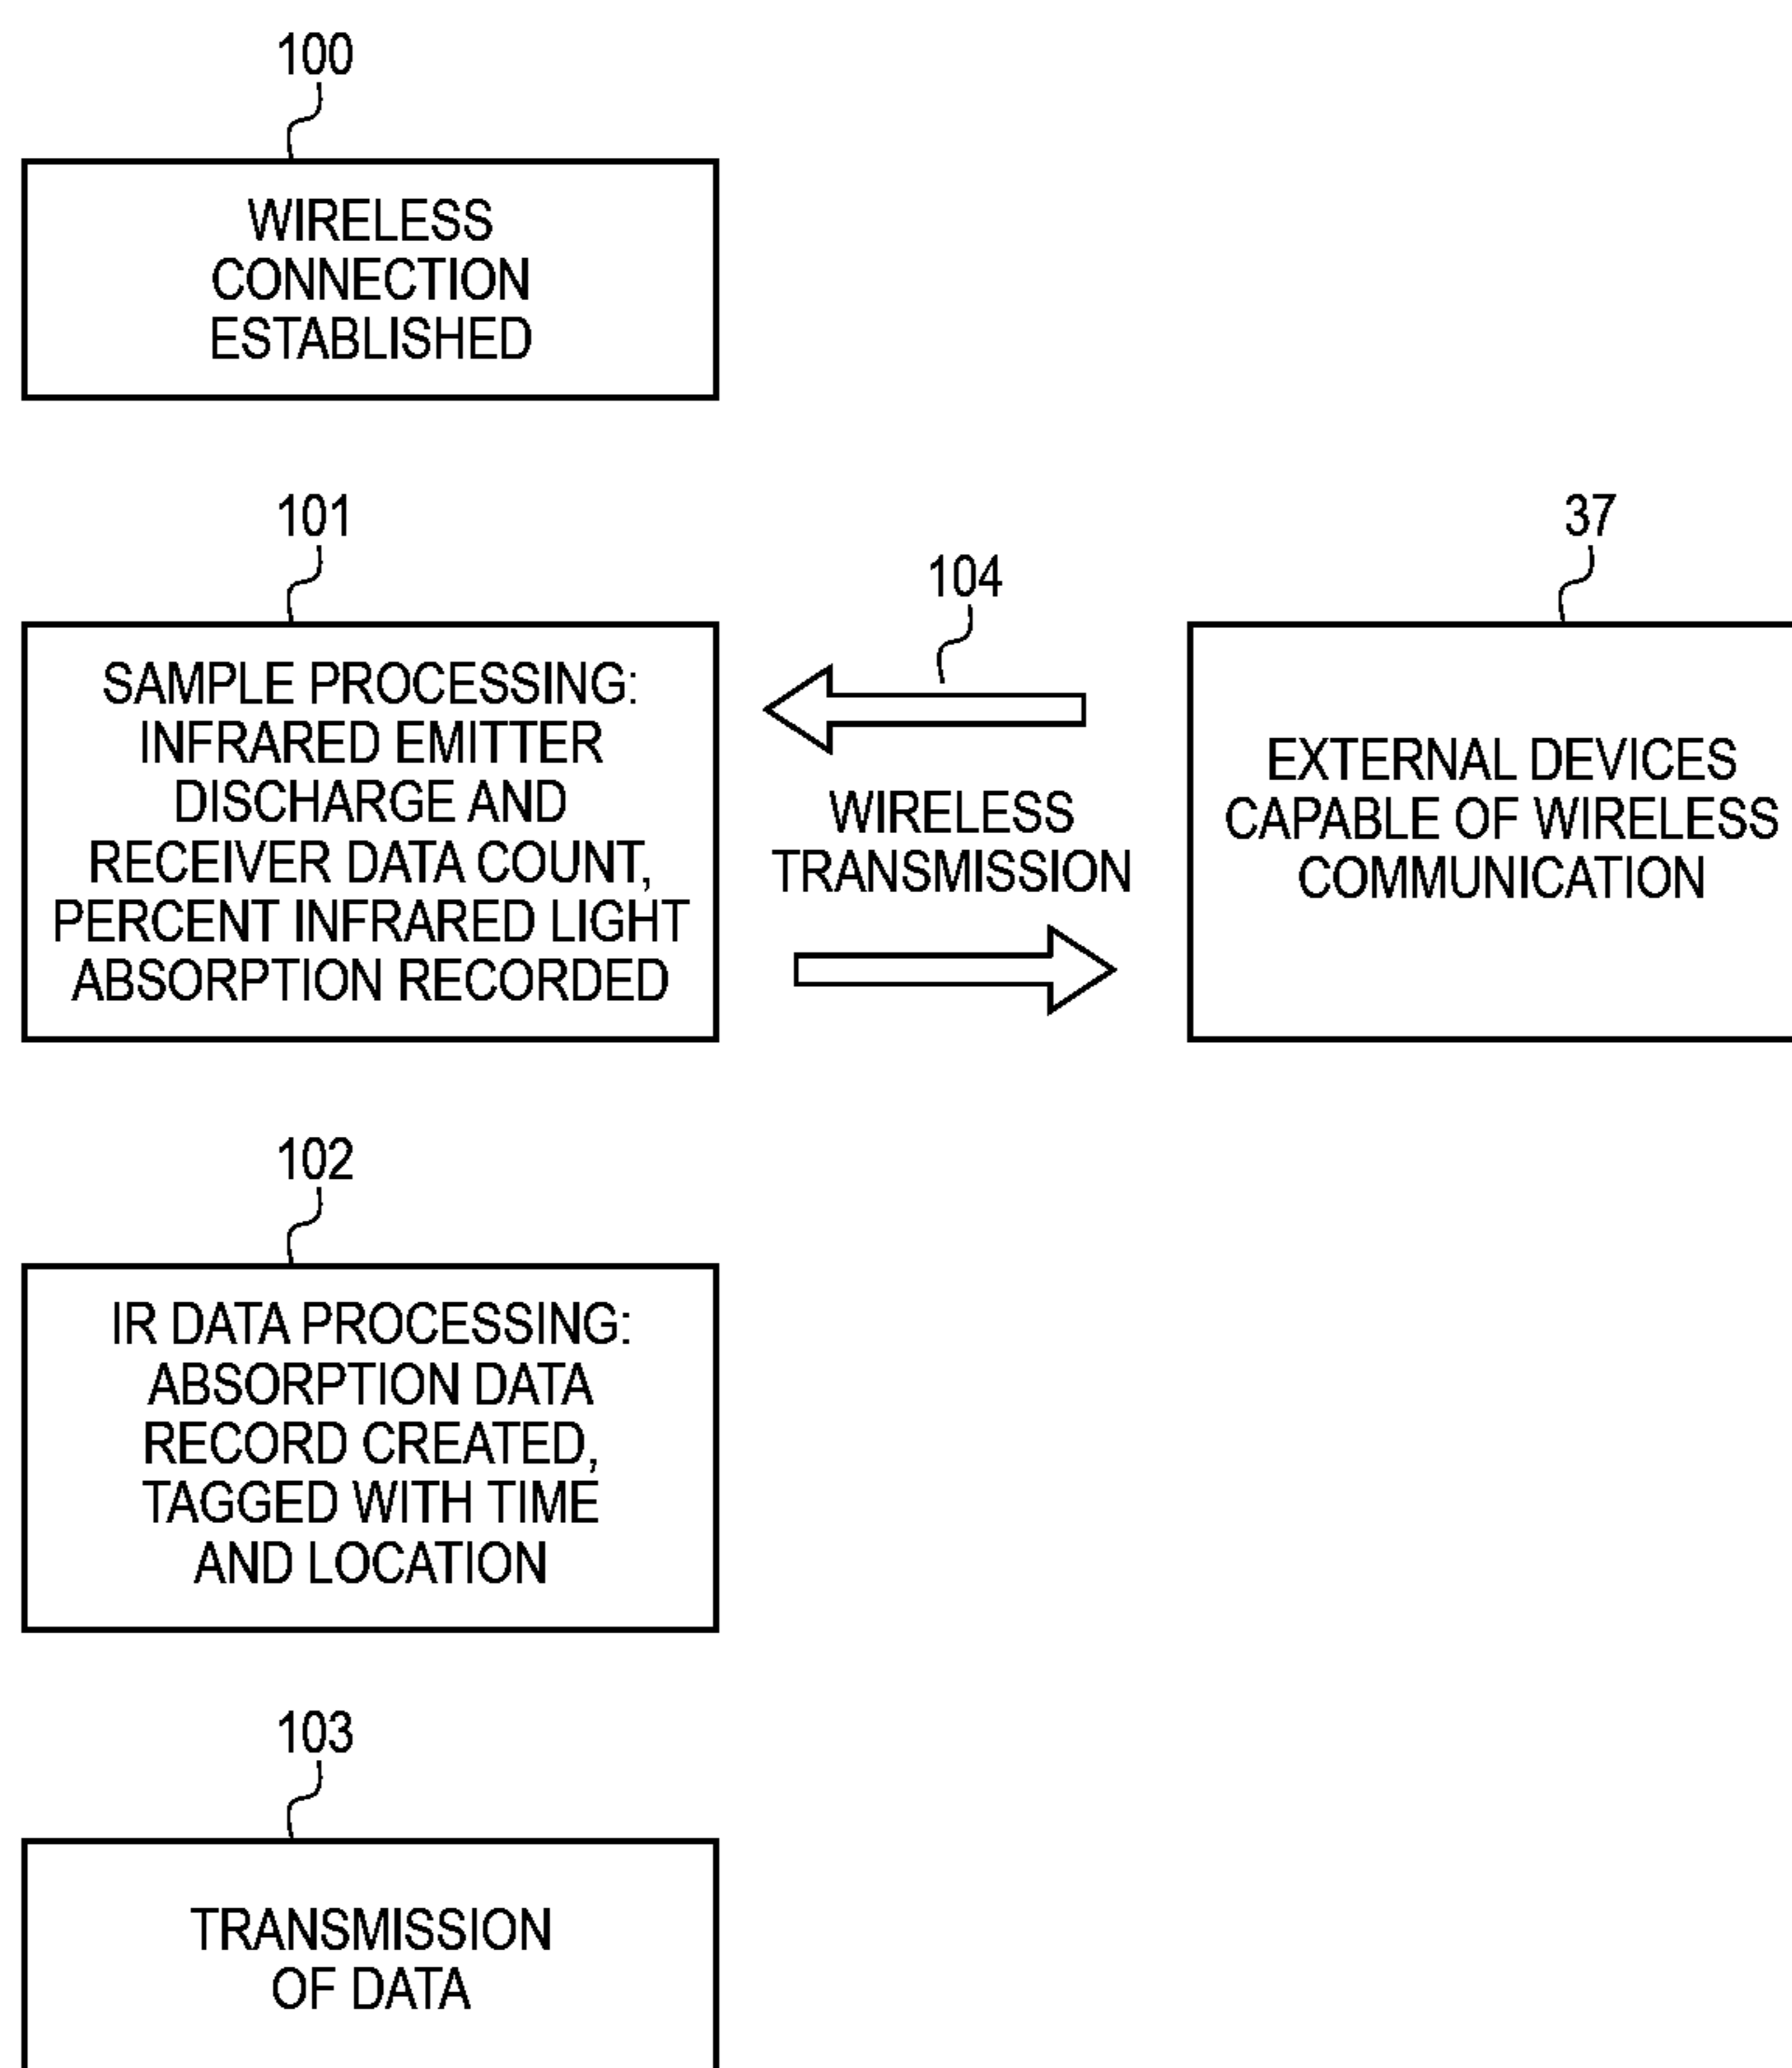 100
WIRELESS
CONNECTION
ESTABLISHED
101
SAMPLE PROCESSING:
INFRARED EMITTER
DISCHARGE AND
RECEIVER DATA COUNT,
PERCENT INFRARED LIGHT
ABSORPTION RECORDED
104
WIRELESS
TRANSMISSION
37
EXTERNAL DEVICES
CAPABLE OF WIRELESS
COMMUNICATION
102
IR DATA PROCESSING:
ABSORPTION DATA
RECORD CREATED,
TAGGED WITH TIME
AND LOCATION
103
TRANSMISSION
OF DATA